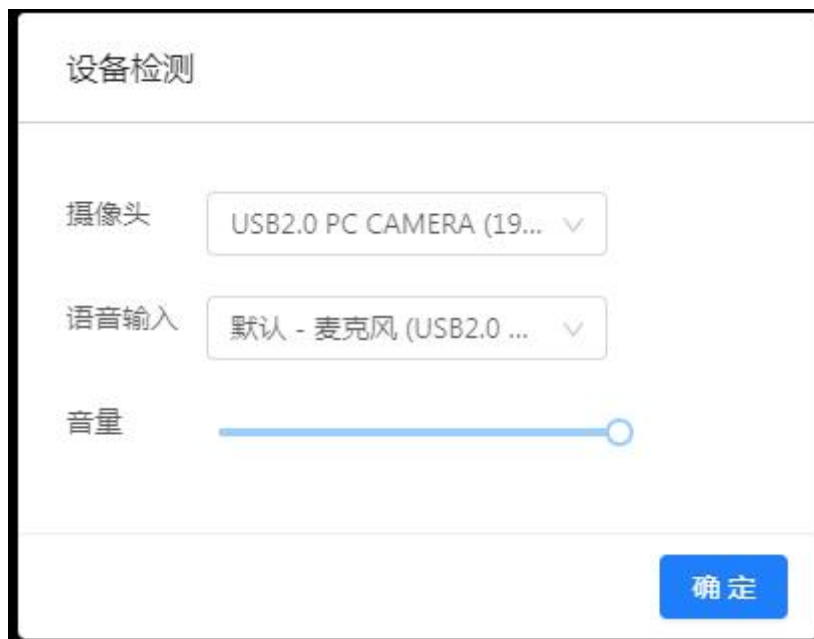 设备检测
摄像头
USB2.0 PC CAMERA (19...
语音输入
默认 - 麦克风 (USB2.0 ...
音量
确 定